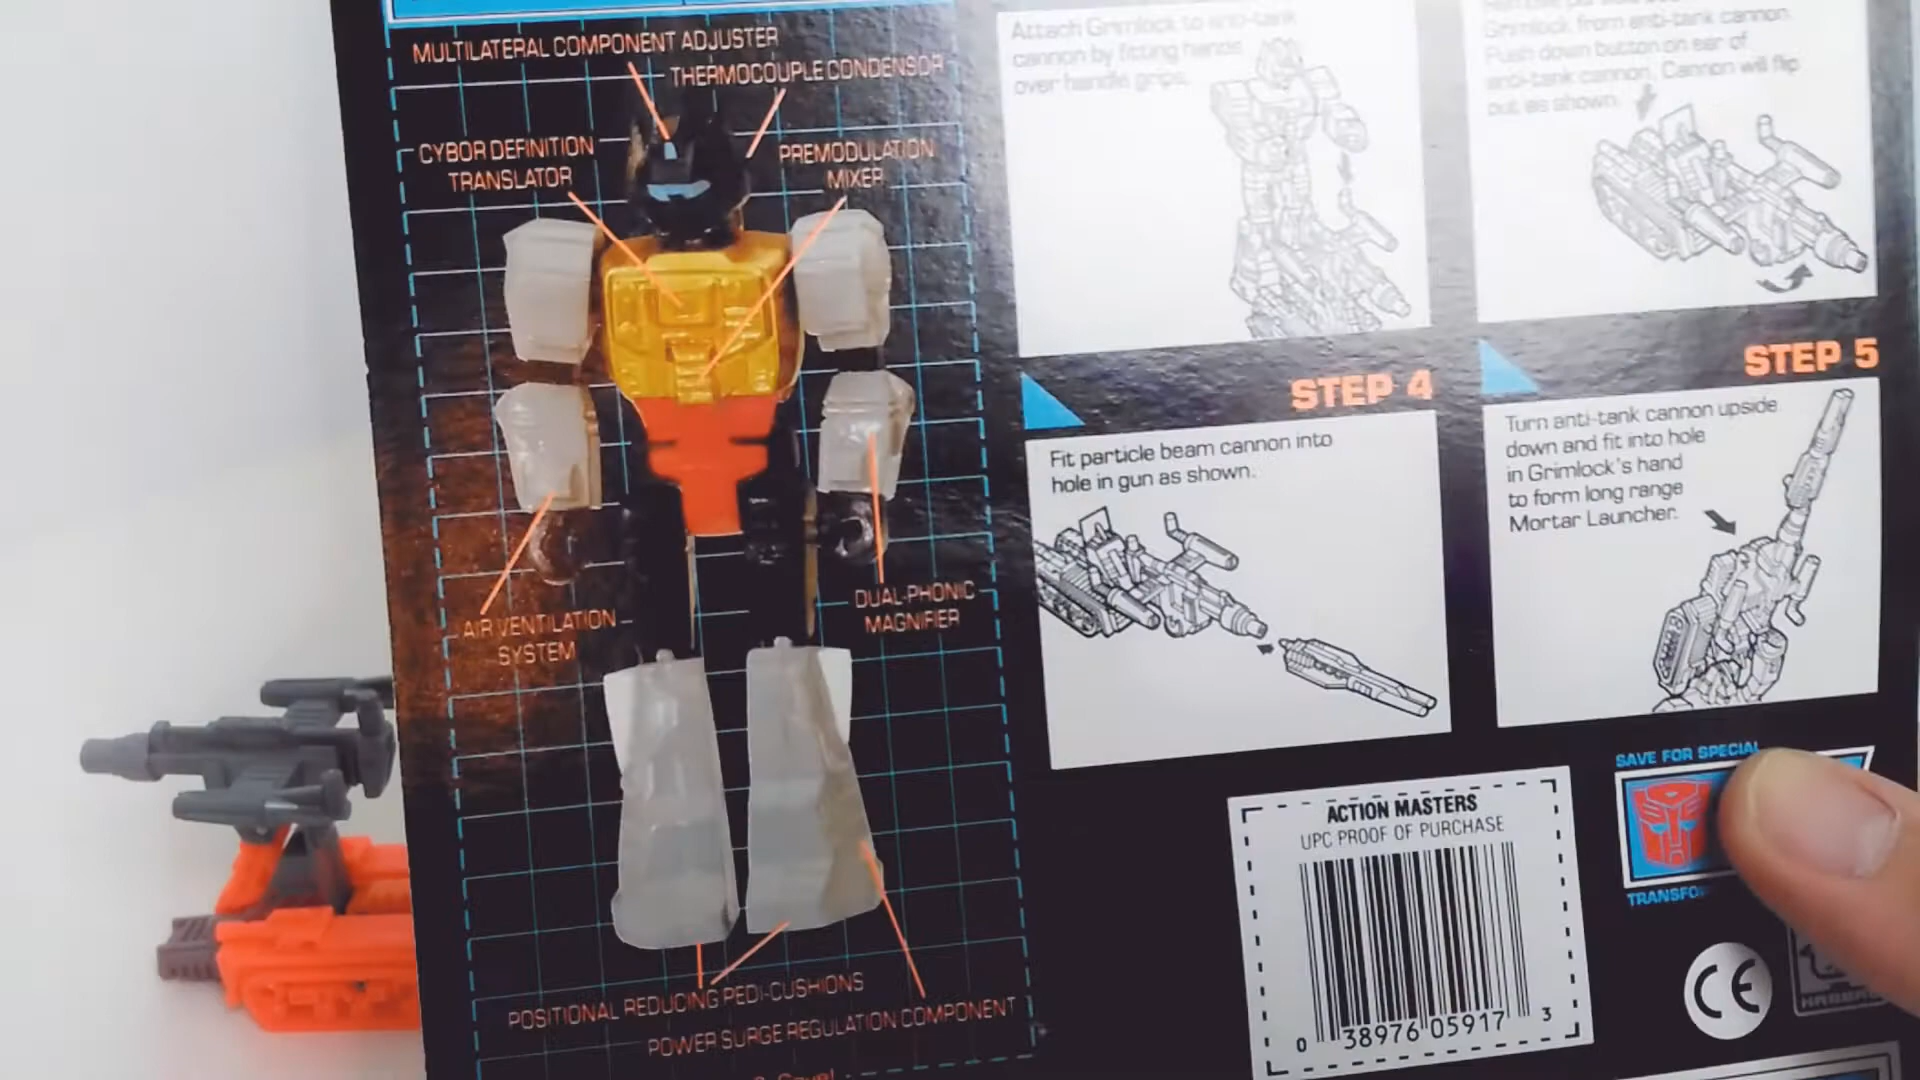 MULTILATERAL COMPONENT ADJUSTER
THERMOCOUPLE CONDENSOR
CYBOR DEFINITION
TRANSLATOR
PREMODULATION
MIXER
AIR VENTILATION
SYSTEM
DUAL-PHONIC
MAGNIFIER
POSITIONAL REDUCING PEDI-CUSHIONS
POWER SURGE REGULATION COMPONENT
Attach Grimlock to anti-tank
cannon by fitting hands
over handle grips.
Grimlock from anti-tank cannon.
Push down button on ear of
anti-tank cannon. Cannon will flip
out as shown.
STEP 4
Fit particle beam cannon into
hole in gun as shown.
STEP 5
Turn anti-tank cannon upside
down and fit into hole
in Grimlock's hand
to form long range
Mortar Launcher.
ACTION MASTERS
UPC PROOF OF PURCHASE
0 38976 05917 3
SAVE FOR SPECIAL
TRANSFO
CE